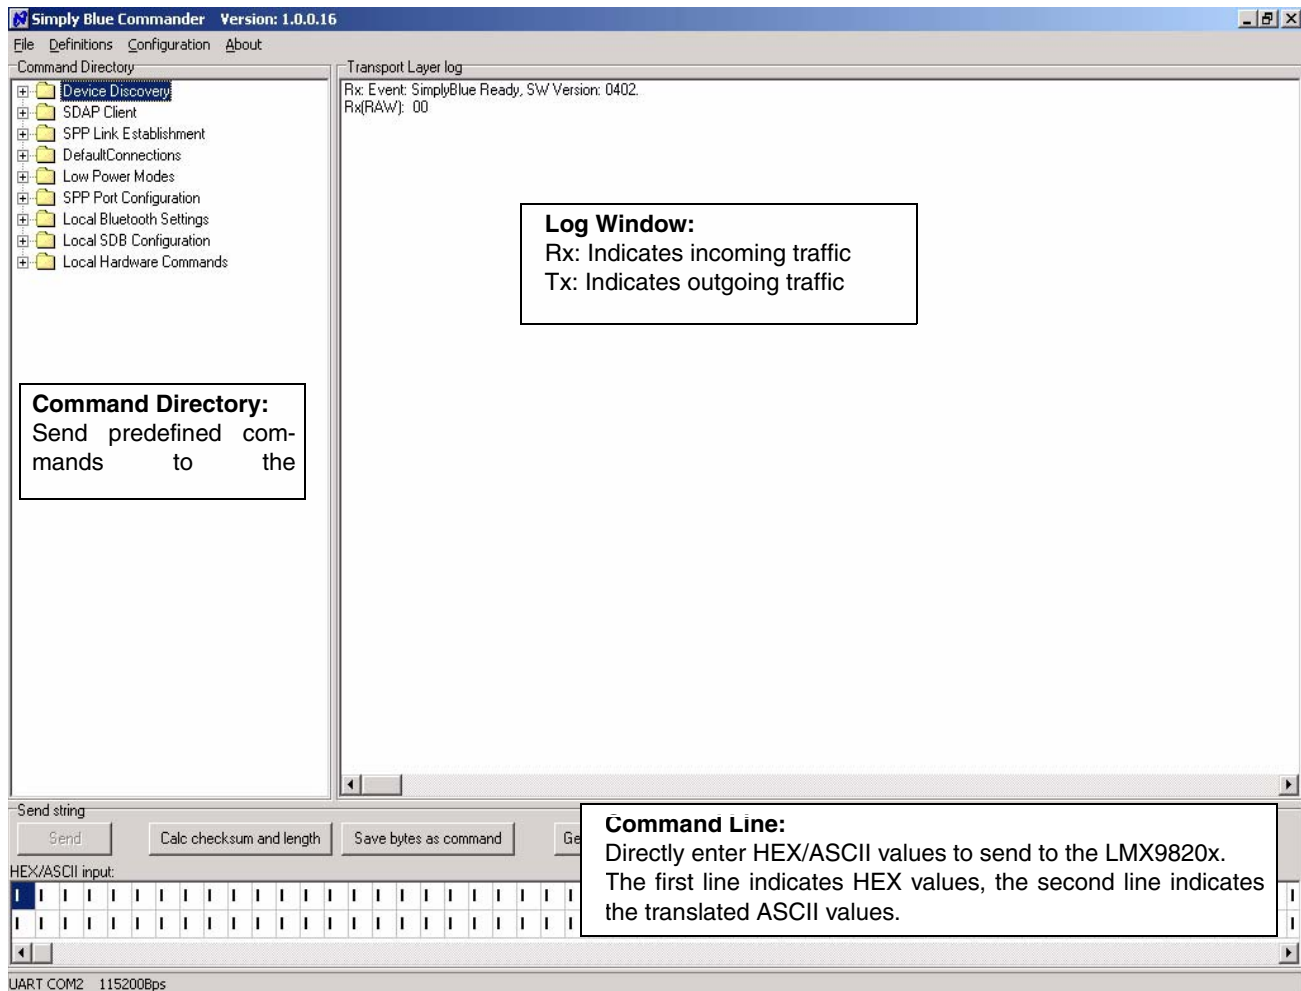 Simply Blue Commander Version: 1.0.0.16
File Definitions Configuration About
Command Directory
Device Discovery
SDAP Client
SPP Link Establishment
DefaultConnections
Low Power Modes
SPP Port Configuration
Local Bluetooth Settings
Local SDB Configuration
Local Hardware Commands
Command Directory:
Send predefined com-
mands to the
Transport Layer log
Rx: Event: SimplyBlue Ready, SW Version: 0402.
Rx(RAW): 00
Log Window:
Rx: Indicates incoming traffic
Tx: Indicates outgoing traffic
Send string
Send Calc checksum and length Save bytes as command Ge
Command Line:
Directly enter HEX/ASCII values to send to the LMX9820x.
The first line indicates HEX values, the second line indicates
the translated ASCII values.
HEX/ASCII input:
UART COM2 115200Bps